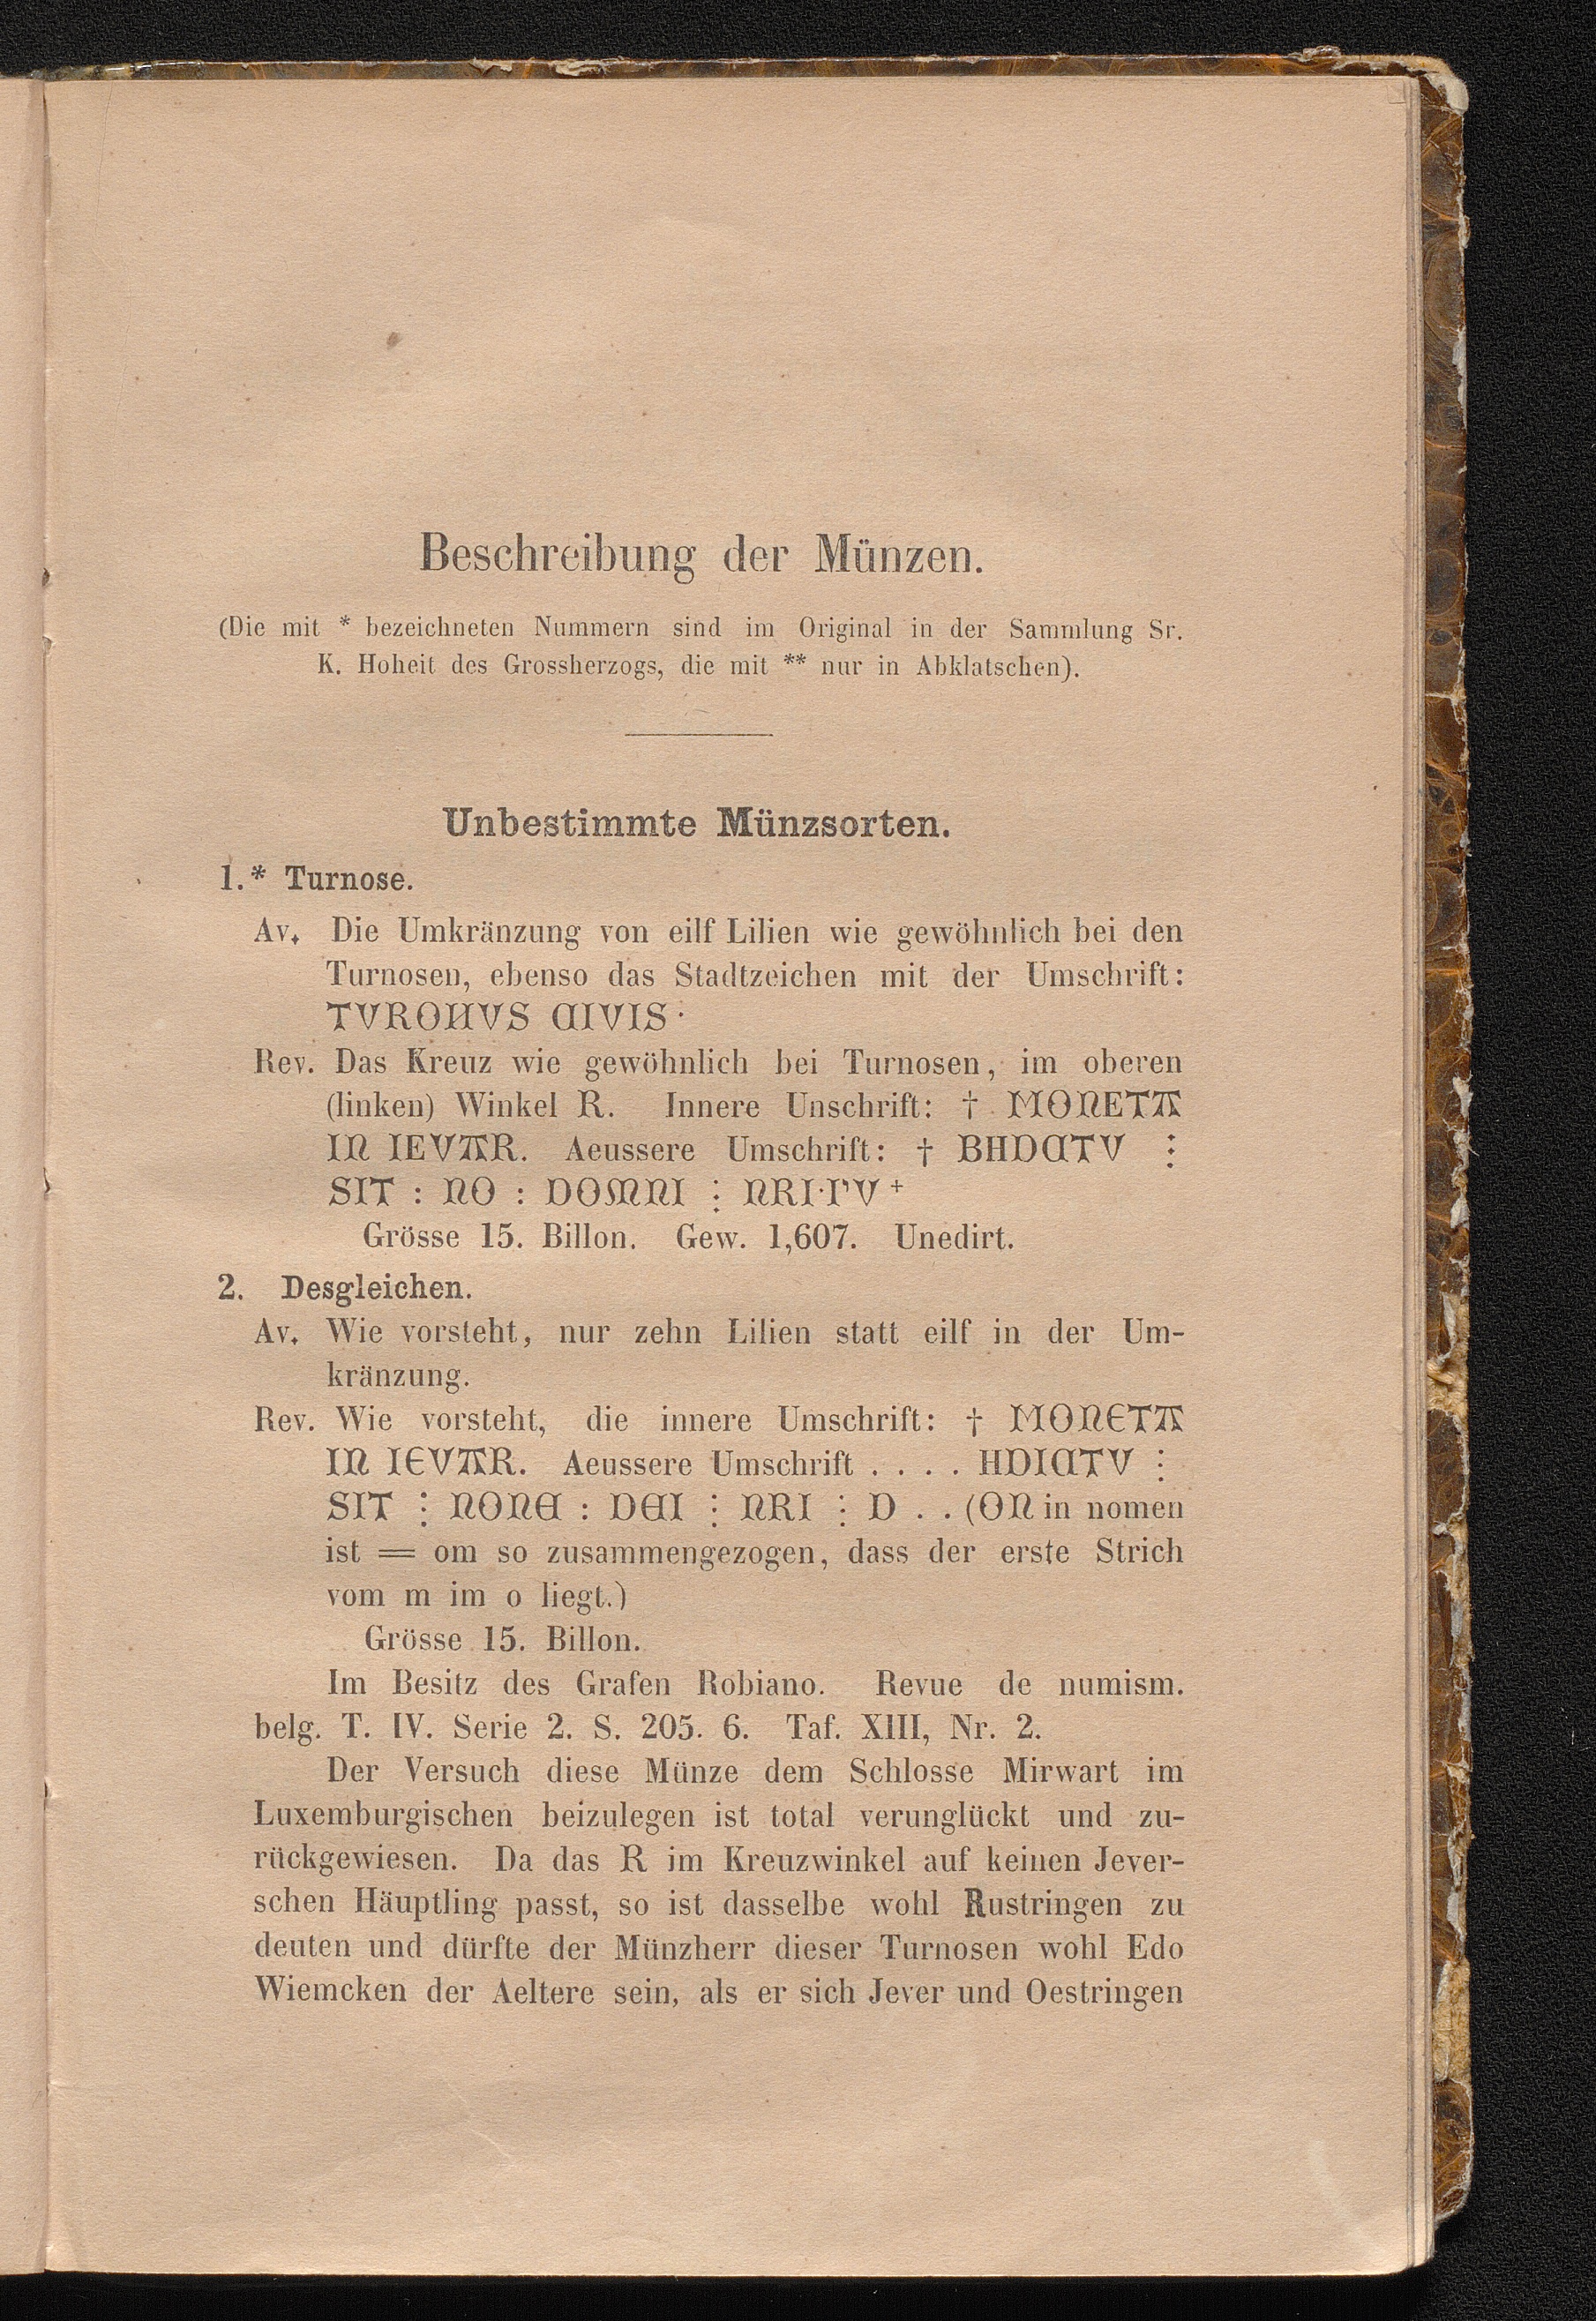 Beschreibung der Münzen.
(Die mit * bezeichneten Nummern sind im Original in der Sammlung Sr.
K. Hoheit des Grossherzogs, die mit ** nur in Abklatschen).
Unbestimmte Münzsorten.
1.* Turnose.
Av. Die Umkränzung von eilf Lilien wie gewöhnlich bei den
Turnosen, ebenso das Stadtzeichen mit der Umschrift:
TVRONVS CIVIS·
Rev. Das Kreuz wie gewöhnlich bei Turnosen, im oberen
(linken) Winkel R. Innere Unschrift: † MONETA
IN IEVAR. Aeussere Umschrift: † BHDCTV ⋮
SIT : NO : DOMNI ⋮ NRI·I'V +
Grösse 15. Billon. Gew. 1,607. Unedirt.
2. Desgleichen.
Av. Wie vorsteht, nur zehn Lilien statt eilf in der Um-
kränzung.
Rev. Wie vorsteht, die innere Umschrift: † MONETA
IN IEVAR. Aeussere Umschrift . . . . HDICTV ⋮
SIT ⋮ NONE : DEI ⋮ NRI ⋮ D . . (ON in nomen
ist = om so zusammengezogen, dass der erste Strich
vom m im o liegt.)
Grösse 15. Billon.
Im Besitz des Grafen Robiano. Revue de numism.
belg. T. IV. Serie 2. S. 205. 6. Taf. XIII, Nr. 2.
Der Versuch diese Münze dem Schlosse Mirwart im
Luxemburgischen beizulegen ist total verunglückt und zu-
rückgewiesen. Da das R im Kreuzwinkel auf keinen Jever-
schen Häuptling passt, so ist dasselbe wohl Rustringen zu
deuten und dürfte der Münzherr dieser Turnosen wohl Edo
Wiemcken der Aeltere sein, als er sich Jever und Oestringen